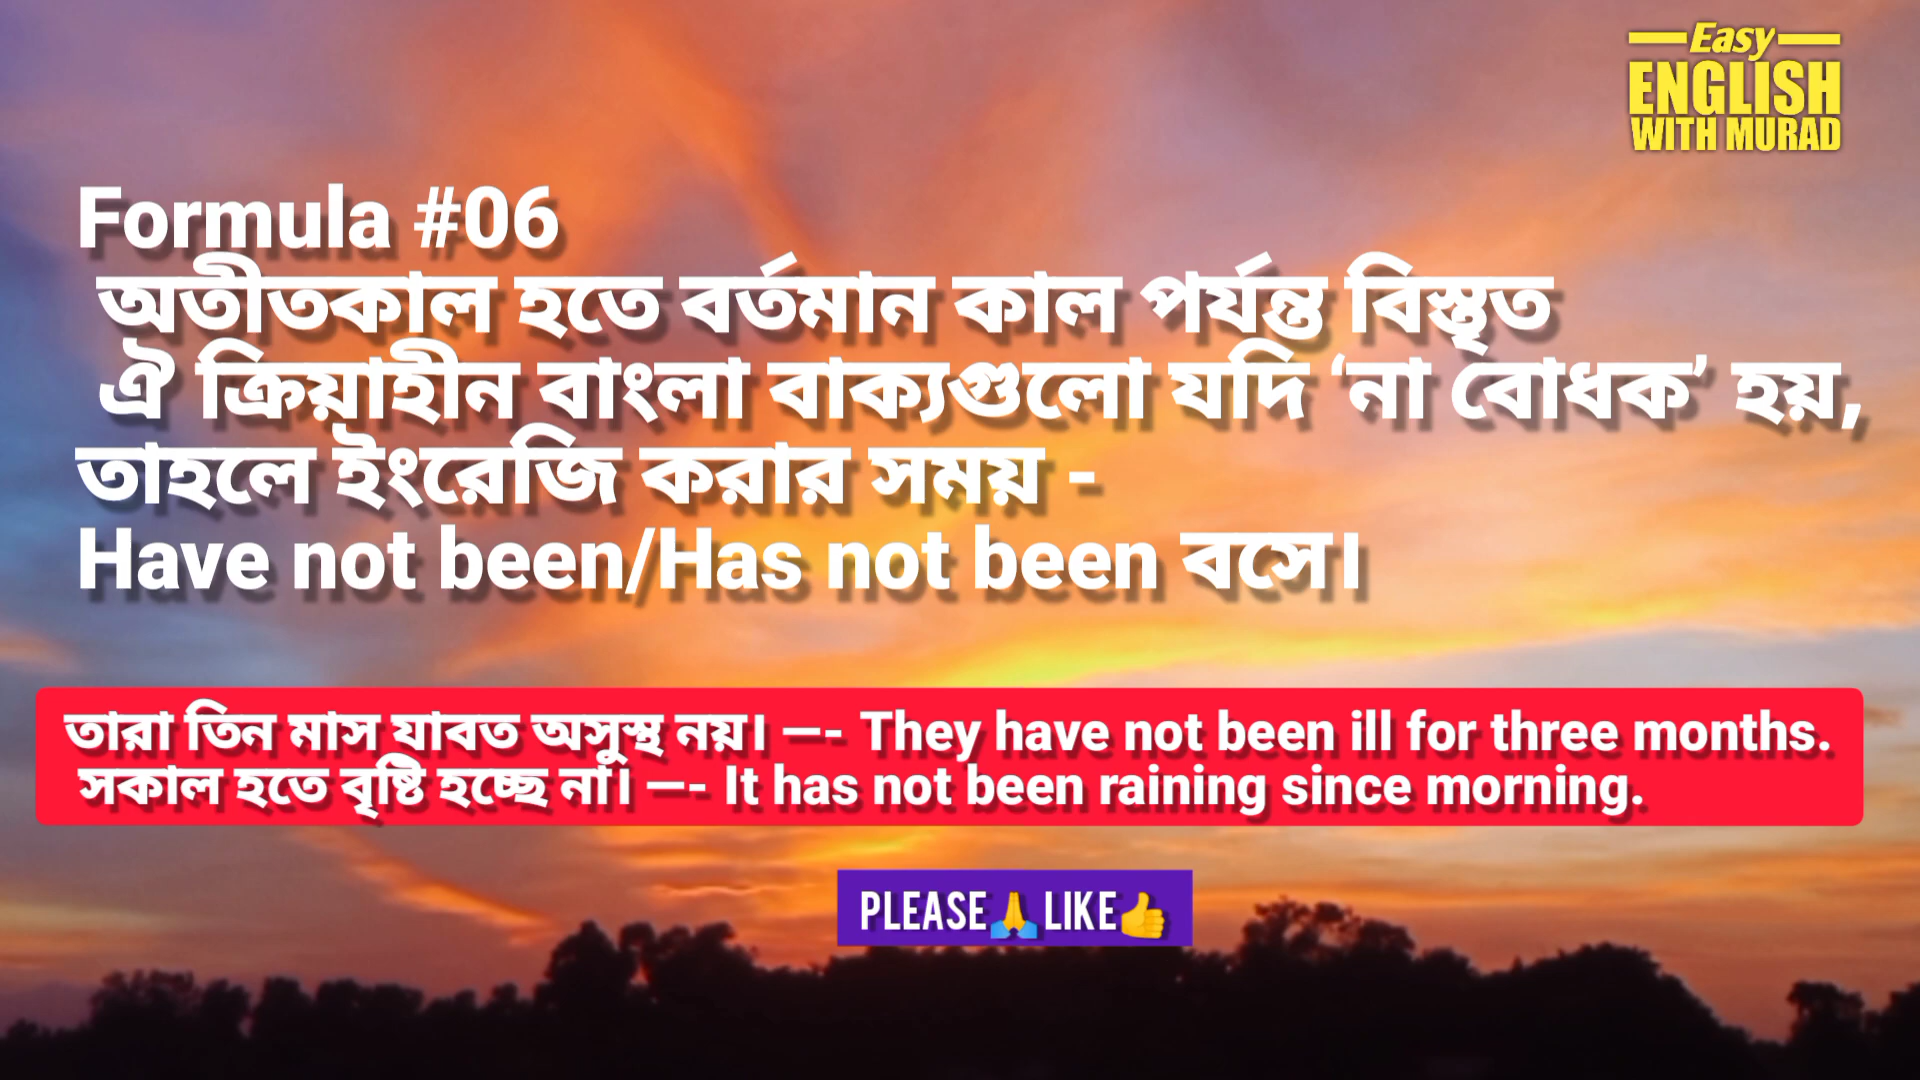 Easy
ENGLISH
WITH MURAD
Formula #06
অতীতকাল হতে বর্তমান কাল পর্যন্ত বিস্তৃত
ঐ ক্রিয়াহীন বাংলা বাক্যগুলো যদি ‘না বোধক’ হয়,
তাহলে ইংরেজি করার সময় -
Have not been/Has not been বসে।
তারা তিন মাস যাবত অসুস্থ নয়। —- They have not been ill for three months.
সকাল হতে বৃষ্টি হচ্ছে না। —- It has not been raining since morning.
PLEASE🙏LIKE👍